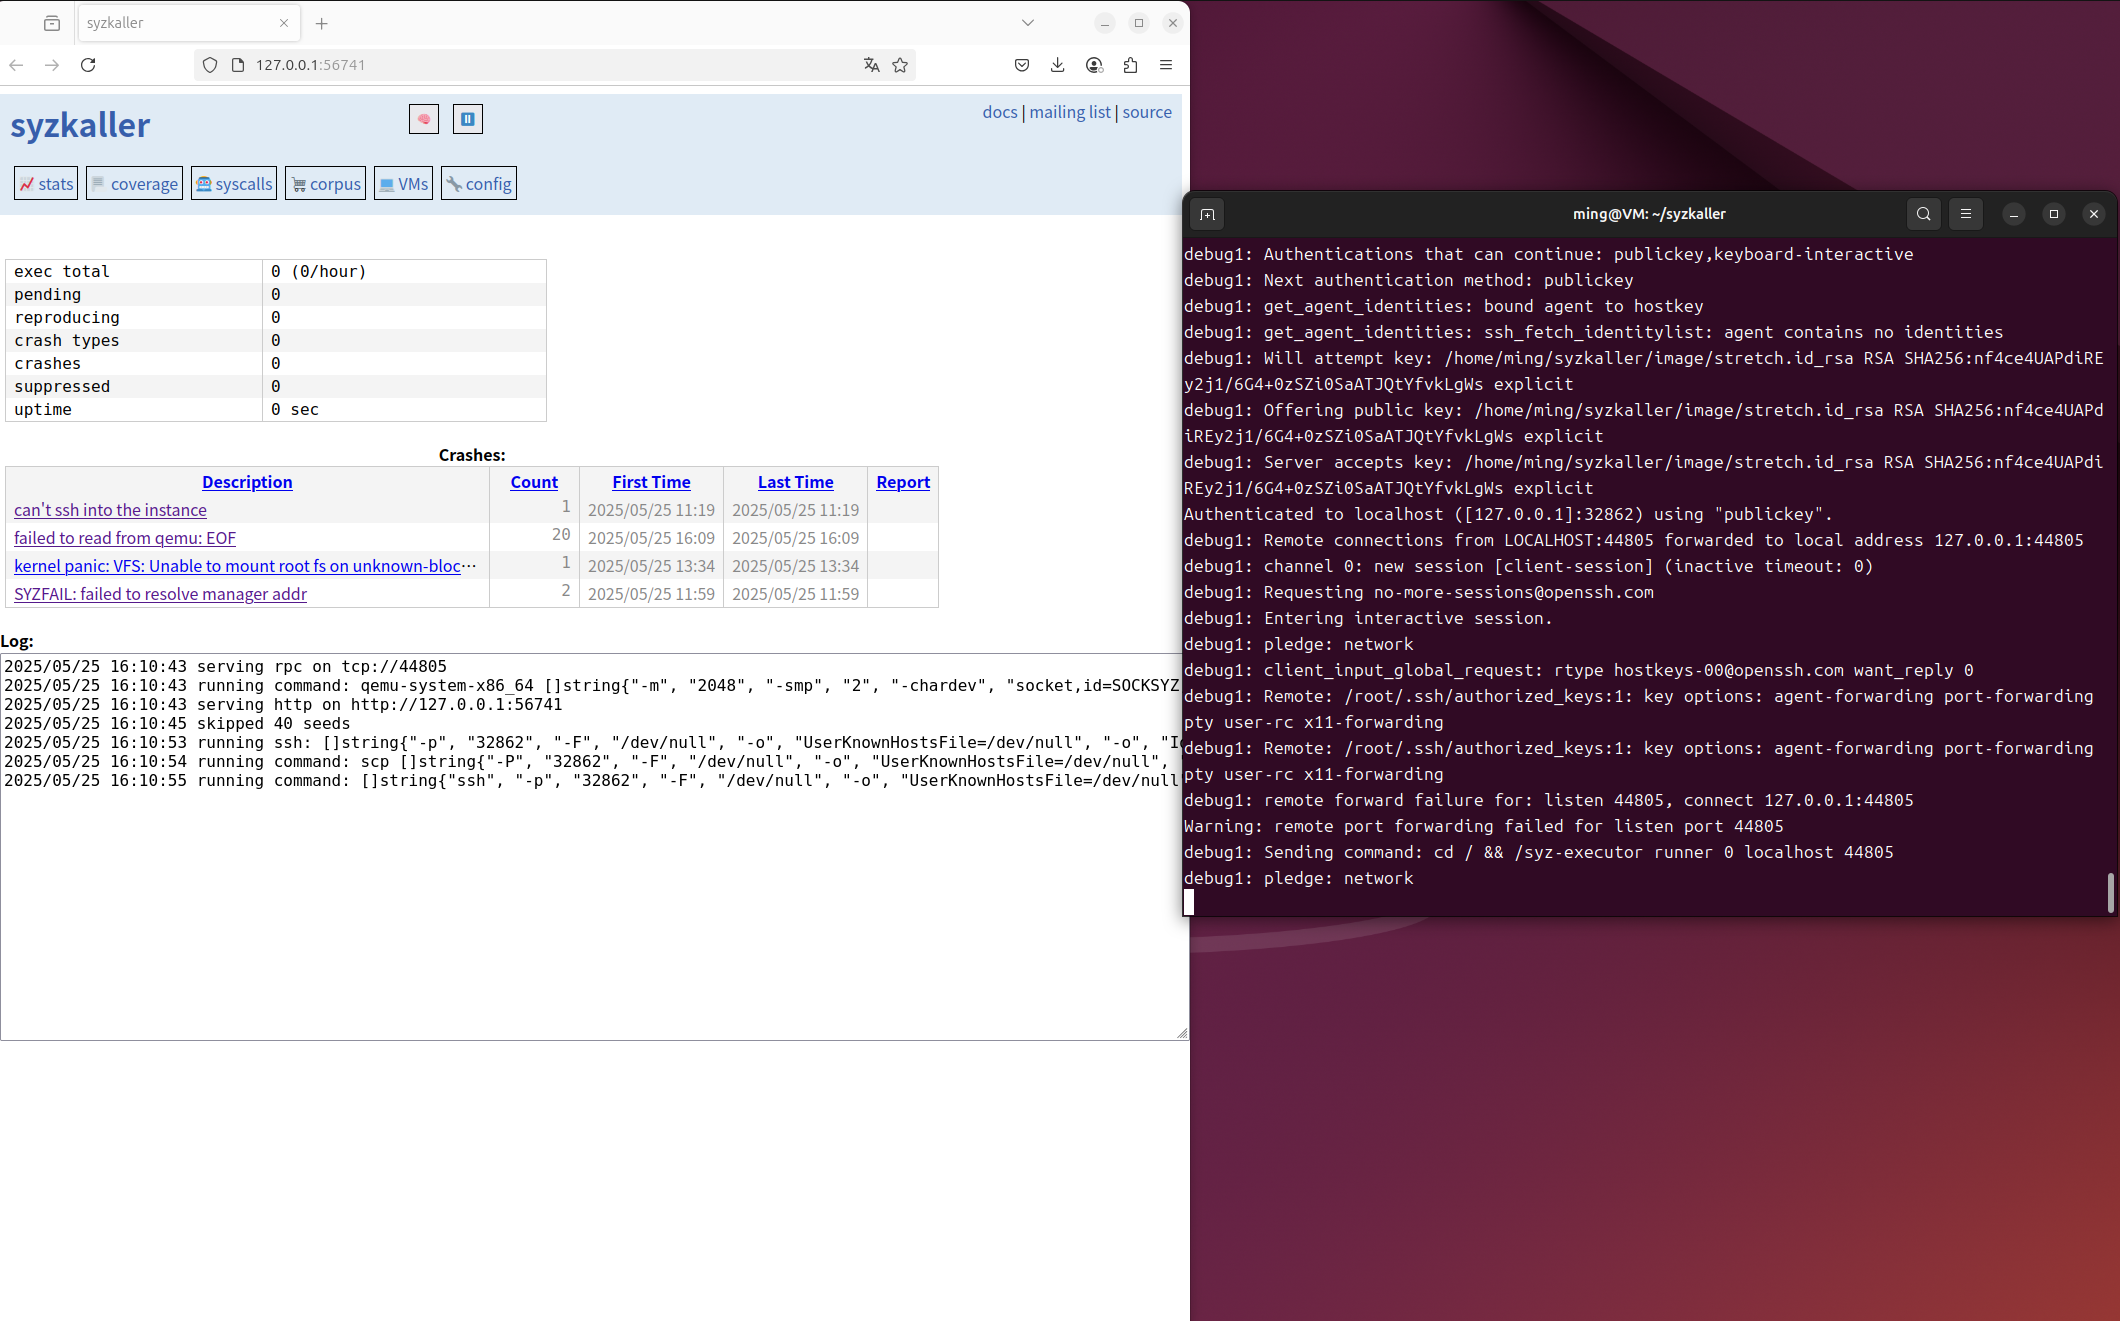 syzkaller
127.0.0.1:56741
syzkaller
docs | mailing list | source
stats coverage syscalls corpus VMs config
exec total 0 (0/hour)
pending 0
reproducing 0
crash types 0
crashes 0
suppressed 0
uptime 0 sec
Crashes:
Description Count First Time Last Time Report
can't ssh into the instance 1 2025/05/25 11:19 2025/05/25 11:19
failed to read from qemu: EOF 20 2025/05/25 16:09 2025/05/25 16:09
kernel panic: VFS: Unable to mount root fs on unknown-bloc… 1 2025/05/25 13:34 2025/05/25 13:34
SYZFAIL: failed to resolve manager addr 2 2025/05/25 11:59 2025/05/25 11:59
Log:
2025/05/25 16:10:43 serving rpc on tcp://44805
2025/05/25 16:10:43 running command: qemu-system-x86_64 []string{"-m", "2048", "-smp", "2", "-chardev", "socket,id=SOCKSYZ
2025/05/25 16:10:43 serving http on http://127.0.0.1:56741
2025/05/25 16:10:45 skipped 40 seeds
2025/05/25 16:10:53 running ssh: []string{"-p", "32862", "-F", "/dev/null", "-o", "UserKnownHostsFile=/dev/null", "-o", "I
2025/05/25 16:10:54 running command: scp []string{"-P", "32862", "-F", "/dev/null", "-o", "UserKnownHostsFile=/dev/null",
2025/05/25 16:10:55 running command: []string{"ssh", "-p", "32862", "-F", "/dev/null", "-o", "UserKnownHostsFile=/dev/null
ming@VM: ~/syzkaller
debug1: Authentications that can continue: publickey,keyboard-interactive
debug1: Next authentication method: publickey
debug1: get_agent_identities: bound agent to hostkey
debug1: get_agent_identities: ssh_fetch_identitylist: agent contains no identities
debug1: Will attempt key: /home/ming/syzkaller/image/stretch.id_rsa RSA SHA256:nf4ce4UAPdiRE
y2j1/6G4+0zSZi0SaATJQtYfvkLgWs explicit
debug1: Offering public key: /home/ming/syzkaller/image/stretch.id_rsa RSA SHA256:nf4ce4UAPd
iREy2j1/6G4+0zSZi0SaATJQtYfvkLgWs explicit
debug1: Server accepts key: /home/ming/syzkaller/image/stretch.id_rsa RSA SHA256:nf4ce4UAPdi
REy2j1/6G4+0zSZi0SaATJQtYfvkLgWs explicit
Authenticated to localhost ([127.0.0.1]:32862) using "publickey".
debug1: Remote connections from LOCALHOST:44805 forwarded to local address 127.0.0.1:44805
debug1: channel 0: new session [client-session] (inactive timeout: 0)
debug1: Requesting no-more-sessions@openssh.com
debug1: Entering interactive session.
debug1: pledge: network
debug1: client_input_global_request: rtype hostkeys-00@openssh.com want_reply 0
debug1: Remote: /root/.ssh/authorized_keys:1: key options: agent-forwarding port-forwarding
pty user-rc x11-forwarding
debug1: Remote: /root/.ssh/authorized_keys:1: key options: agent-forwarding port-forwarding
pty user-rc x11-forwarding
debug1: remote forward failure for: listen 44805, connect 127.0.0.1:44805
Warning: remote port forwarding failed for listen port 44805
debug1: Sending command: cd / && /syz-executor runner 0 localhost 44805
debug1: pledge: network